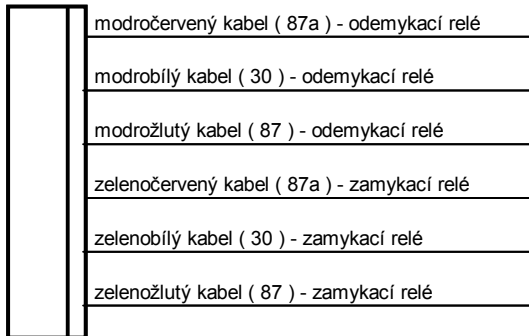 modročervený kabel ( 87a ) - odemykací relé
modrobílý kabel ( 30 ) - odemykací relé
modrožlutý kabel ( 87 ) - odemykací relé
zelenočervený kabel ( 87a ) - zamykací relé
zelenobílý kabel ( 30 ) - zamykací relé
zelenožlutý kabel ( 87 ) - zamykací relé